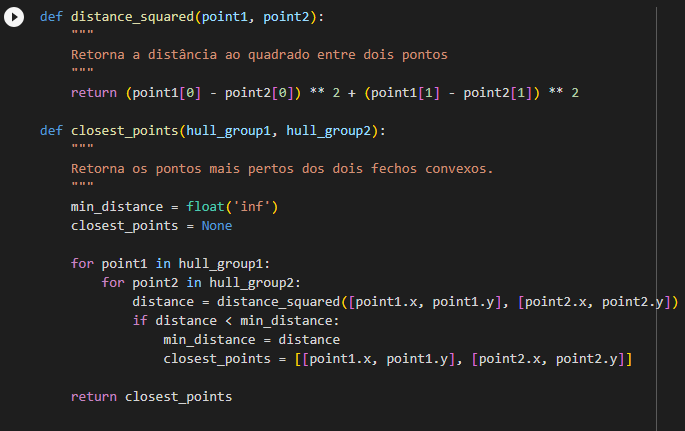 def distance_squared(point1, point2):
    """
    Retorna a distância ao quadrado entre dois pontos
    """
    return (point1[0] - point2[0]) ** 2 + (point1[1] - point2[1]) ** 2

def closest_points(hull_group1, hull_group2):
    """
    Retorna os pontos mais pertos dos dois fechos convexos.
    """
    min_distance = float('inf')
    closest_points = None

    for point1 in hull_group1:
        for point2 in hull_group2:
            distance = distance_squared([point1.x, point1.y], [point2.x, point2.y])
            if distance < min_distance:
                min_distance = distance
                closest_points = [[point1.x, point1.y], [point2.x, point2.y]]

    return closest_points